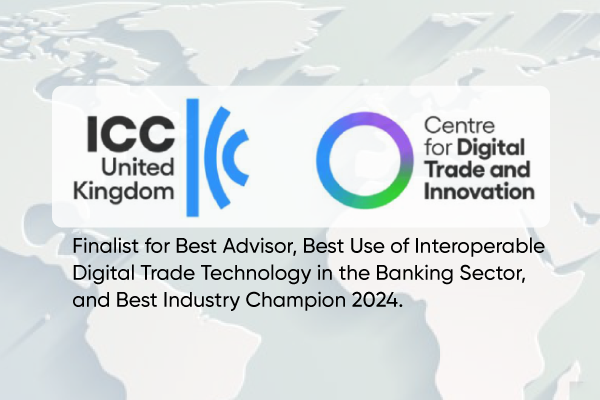 ICC
United
Kingdom
Centre
for Digital
Trade and
Innovation
Finalist for Best Advisor, Best Use of Interoperable
Digital Trade Technology in the Banking Sector,
and Best Industry Champion 2024.